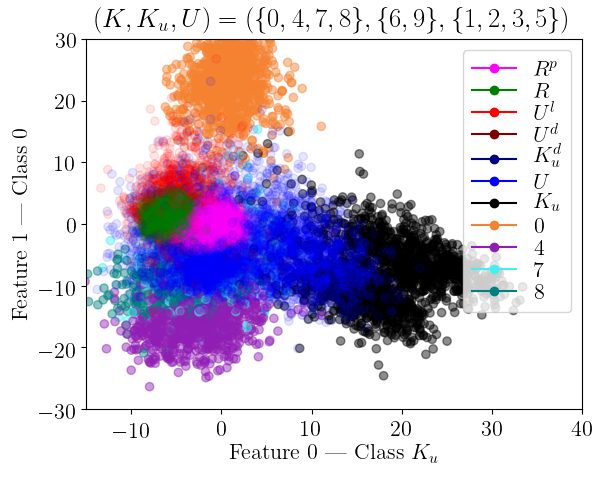 (K, K_u, U) = ({0, 4, 7, 8}, {6, 9}, {1, 2, 3, 5})
30
20
10
0
−10
−20
−30
Feature 1 — Class 0
R^p
R
U^l
U^d
K_u^d
U
K_u
0
4
7
8
−10
0
10
20
30
40
Feature 0 — Class K_u